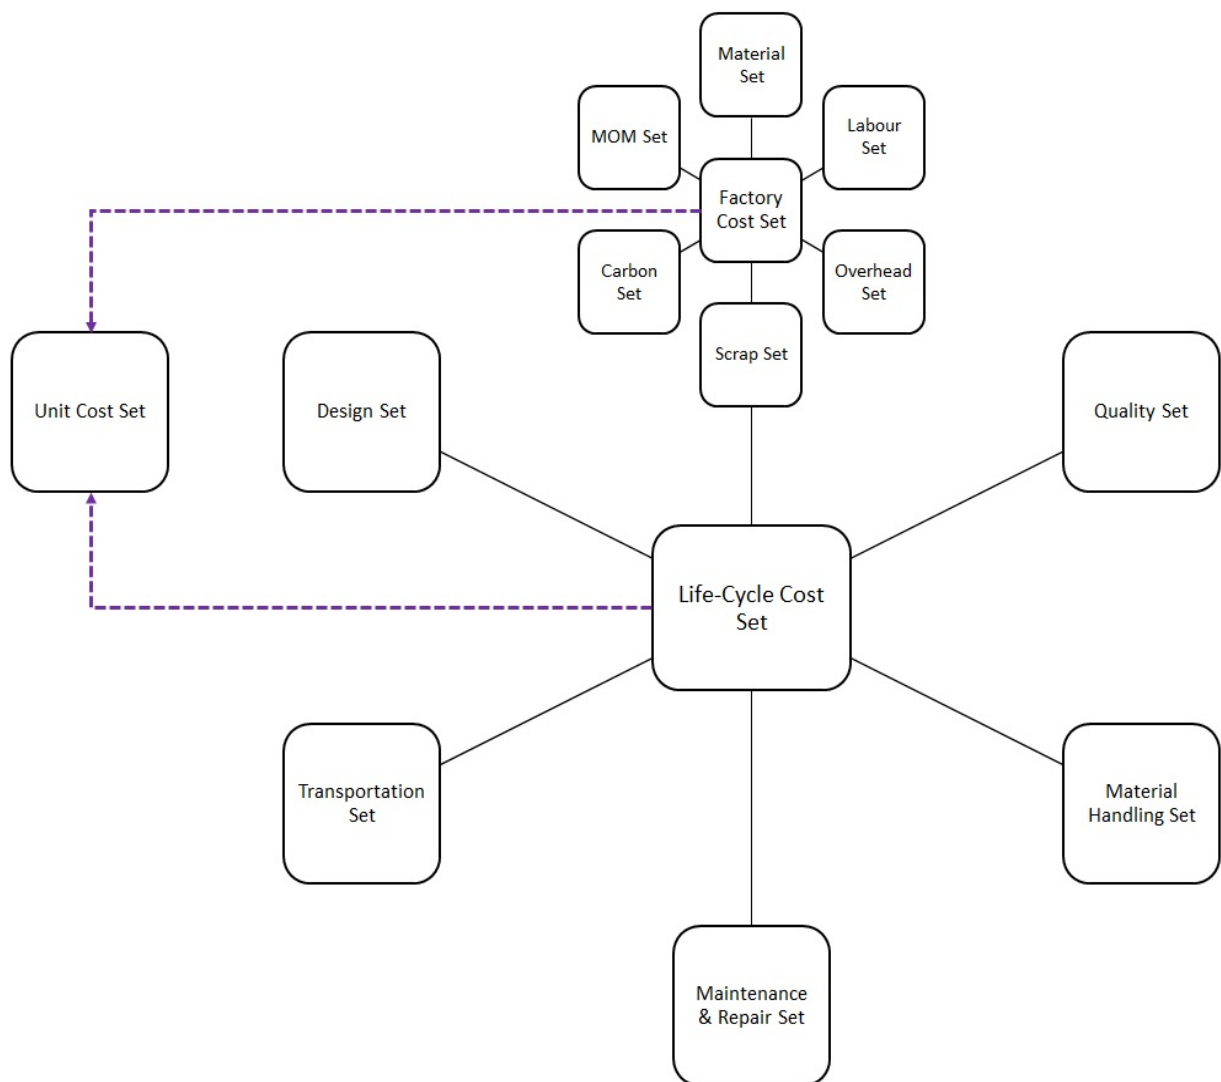 Material
Set
MOM Set
Labour
Set
Factory
Cost Set
Carbon
Set
Overhead
Set
Scrap Set
Unit Cost Set
Design Set
Quality Set
Life-Cycle Cost
Set
Transportation
Set
Material
Handling Set
Maintenance
& Repair Set